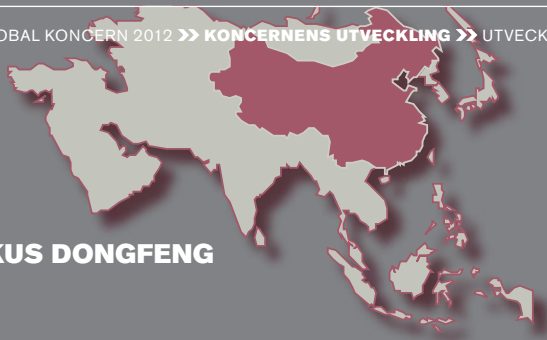 OBAL KONCERN 2012 >> KONCERNENS UTVECKLING >> UTVECK
KUS DONGFENG